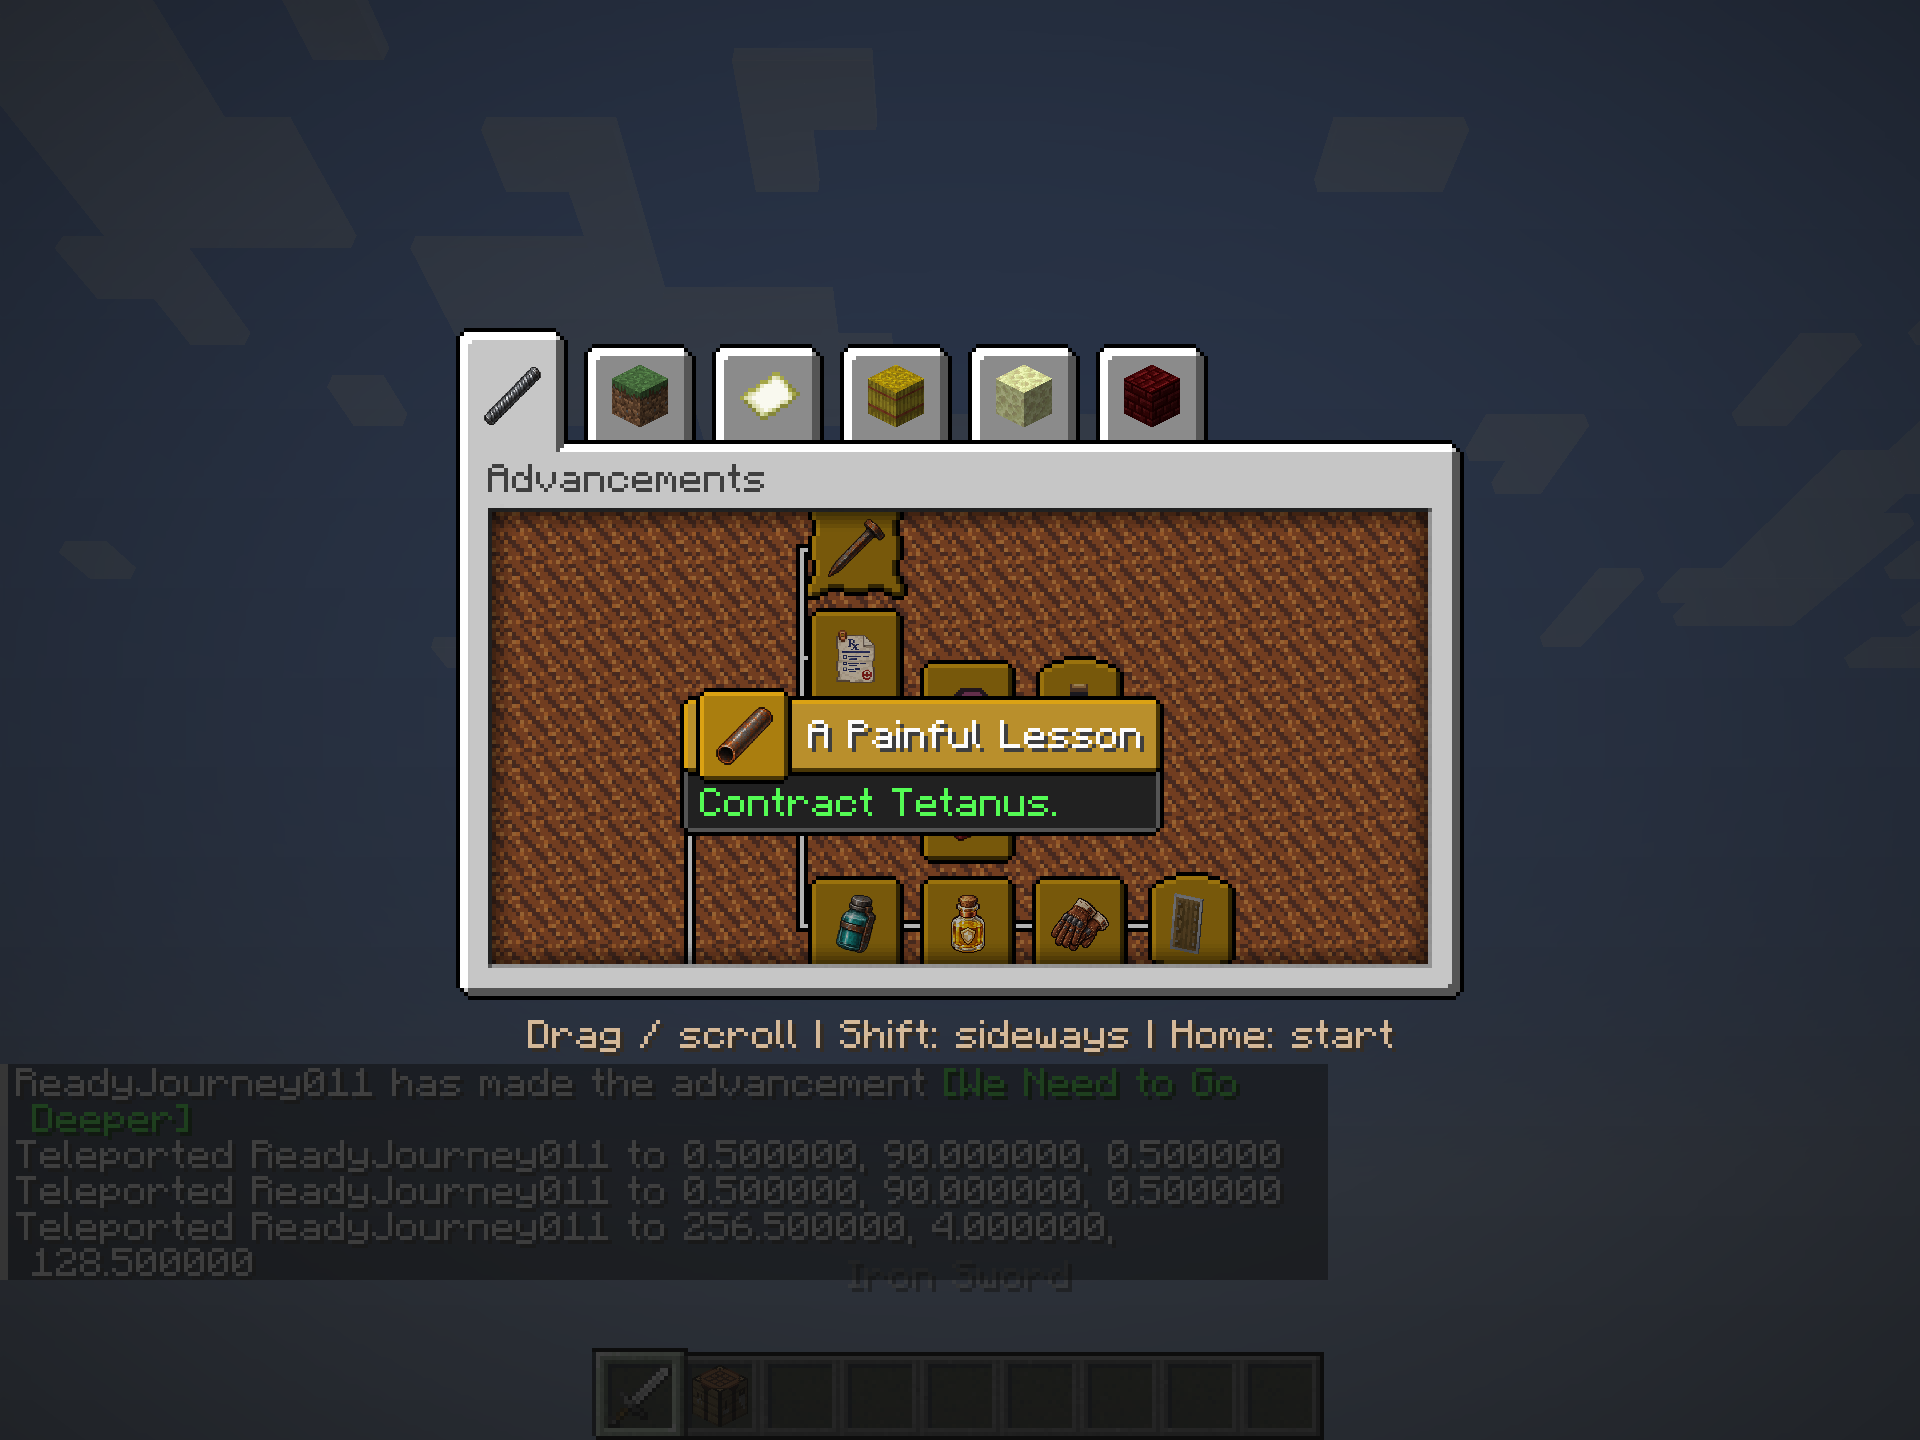 Advancements
Rx
A Painful Lesson
Contract Tetanus.
Drag / scroll | Shift: sideways | Home: start
ReadyJourney011 has made the advancement [We Need to Go
Deeper]
Teleported ReadyJourney011 to 0.500000, 90.000000, 0.500000
Teleported ReadyJourney011 to 0.500000, 90.000000, 0.500000
Teleported ReadyJourney011 to 256.500000, 4.000000,
128.500000
Iron Sword